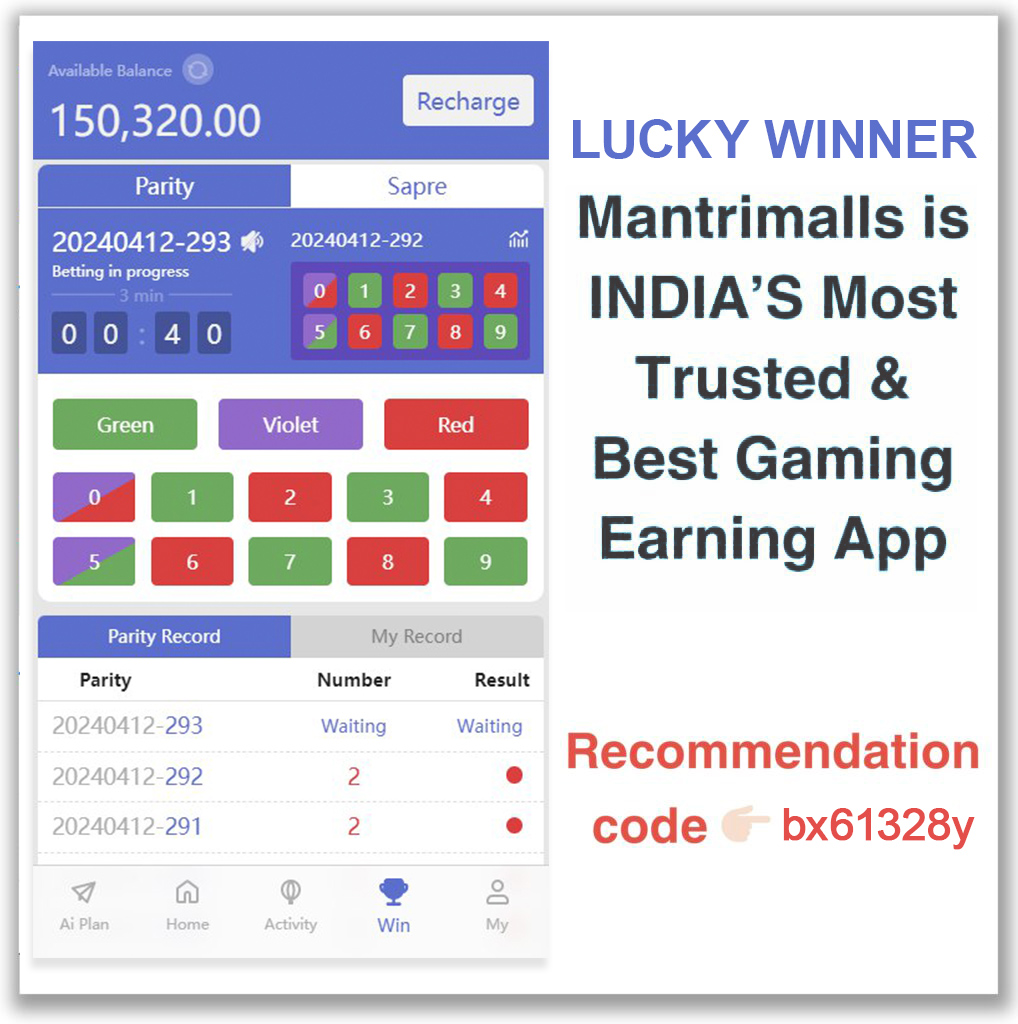 Available Balance
150,320.00
Recharge
Parity Sapre
20240412-293
Betting in progress
3 min
0 0 : 4 0
20240412-292
0 1 2 3 4
5 6 7 8 9
Green Violet Red
0 1 2 3 4
5 6 7 8 9
Parity Record My Record
Parity Number Result
20240412-293 Waiting Waiting
20240412-292 2
20240412-291 2
Ai Plan Home Activity Win My
LUCKY WINNER
Mantrimalls is
INDIA'S Most
Trusted &
Best Gaming
Earning App
Recommendation
code 👉🏻 bx61328y